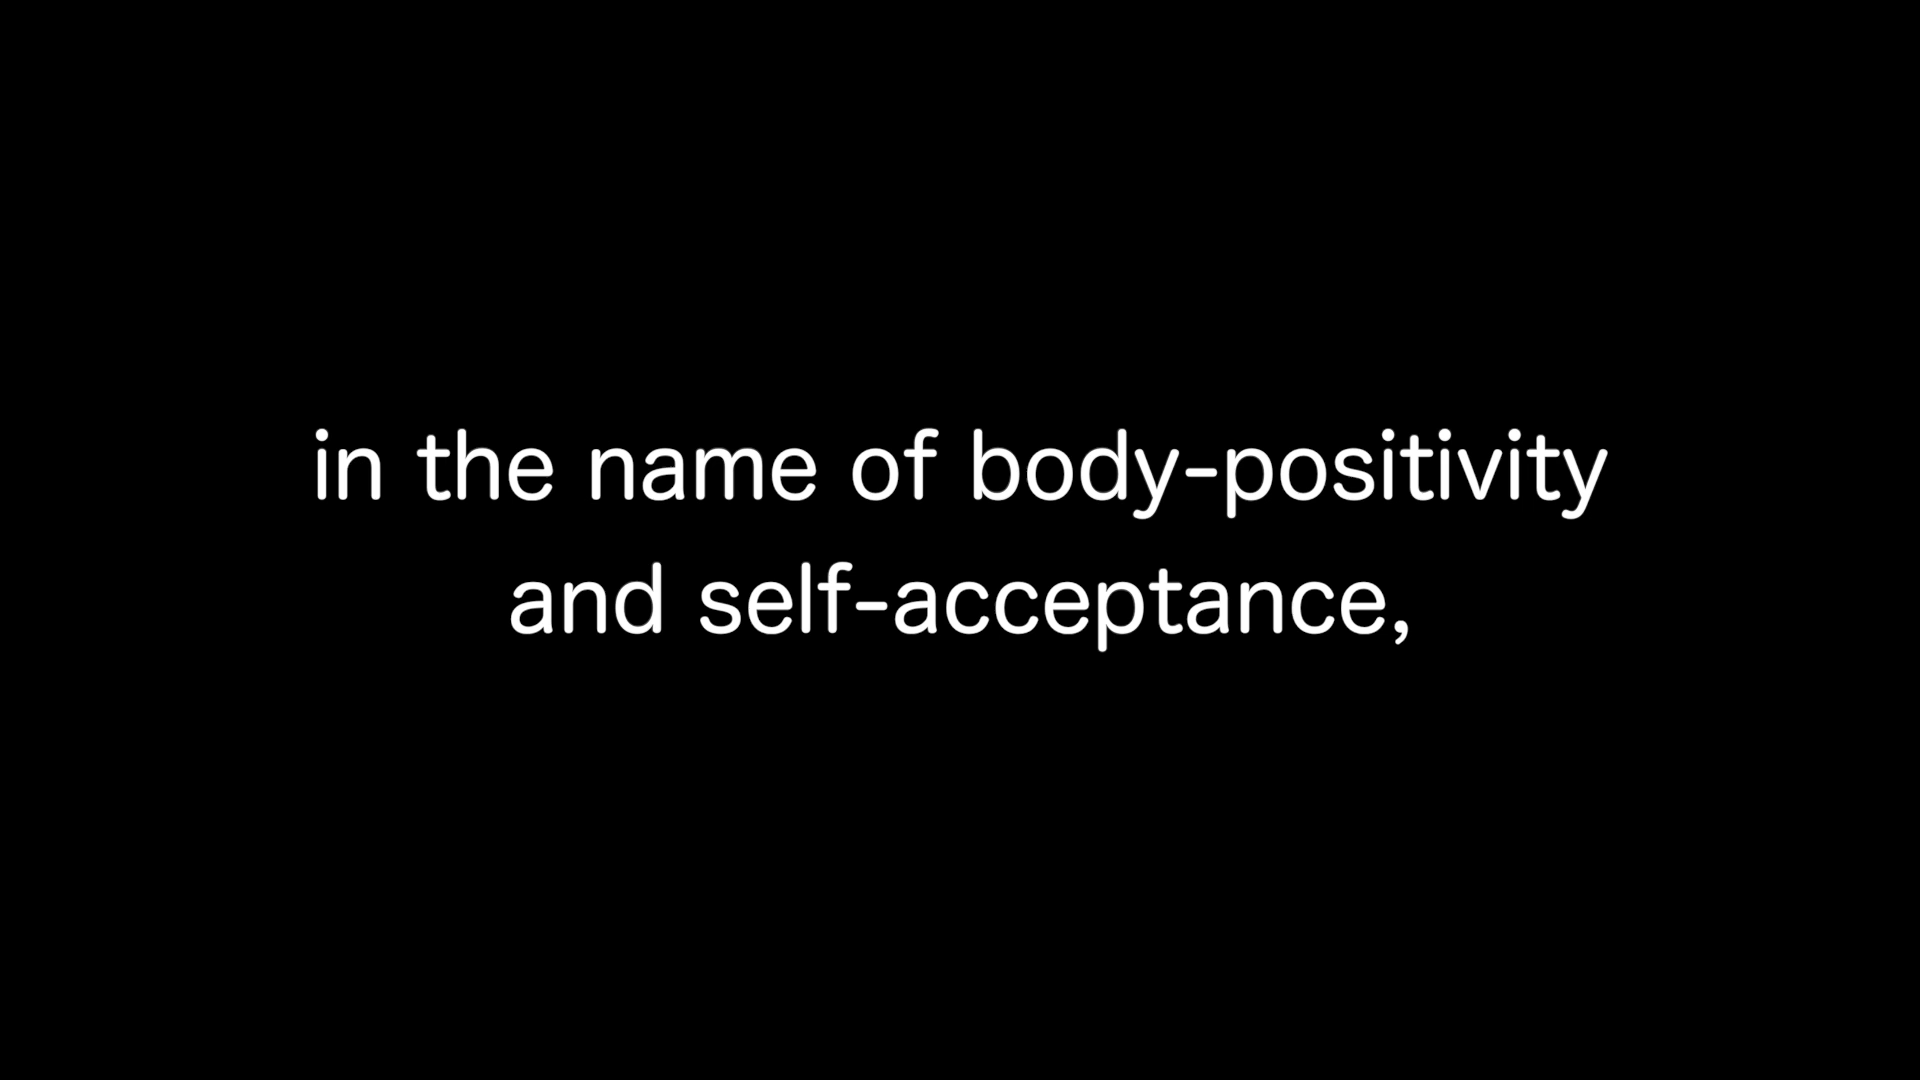 in the name of body-positivity
and self-acceptance,